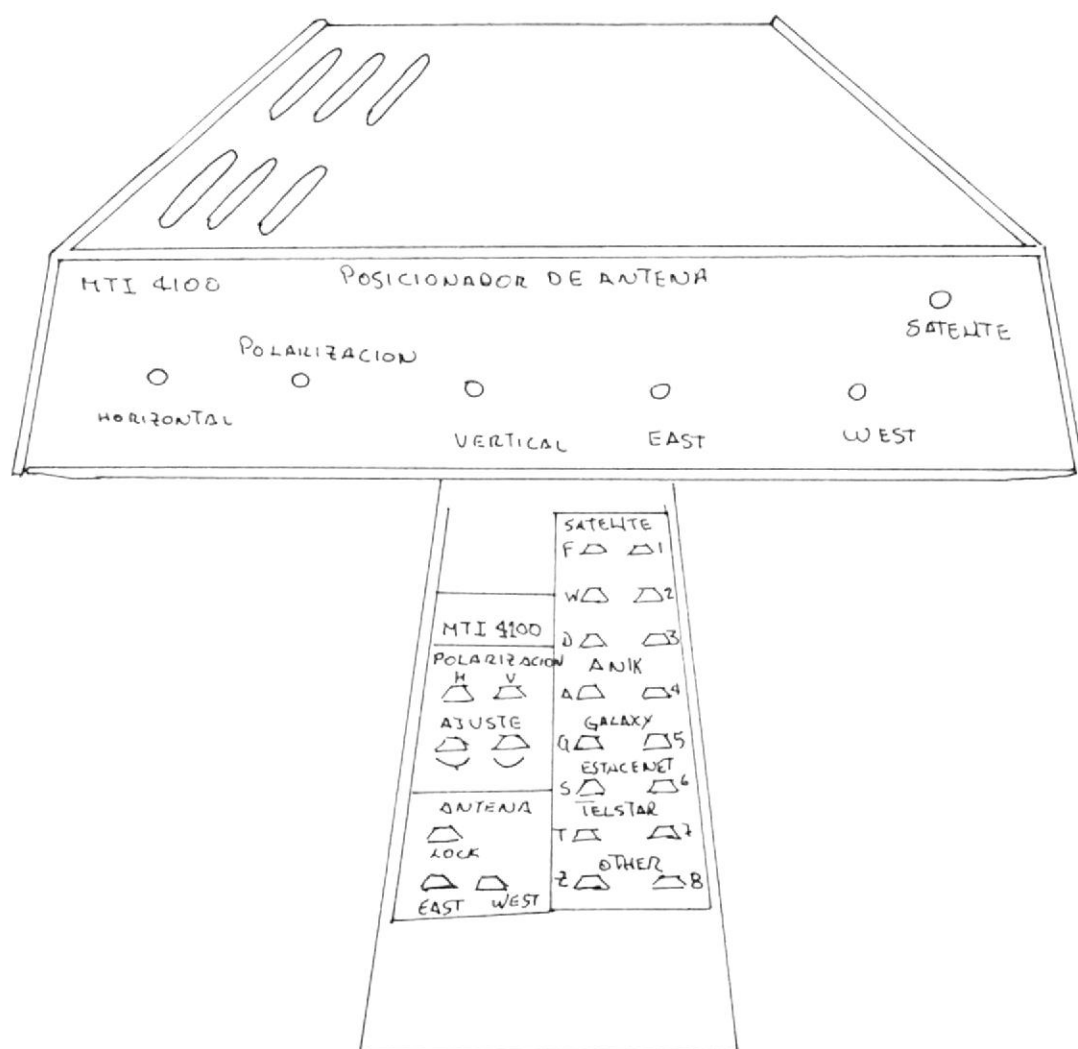 MTI 4100 POSICIONADOR DE ANTENA
SATELITE
POLARIZACION
HORIZONTAL VERTICAL EAST WEST
SATELITE
F 1
W 2
MTI 4100
D 3
POLARIZACION ANIK
H V
A 4
AJUSTE GALAXY
G 5
ESTACENET
S 6
ANTENA TELSTAR
T 7
LOCK OTHER
Z 8
EAST WEST